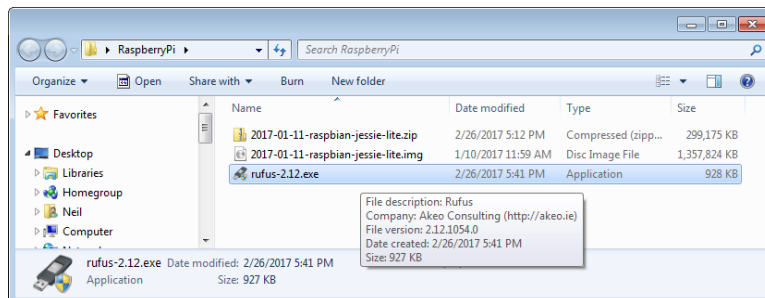 RaspberryPi
Search RaspberryPi
Organize Open Share with Burn New folder
Name Date modified Type Size
Favorites
2017-01-11-raspbian-jessie-lite.zip 2/26/2017 5:12 PM Compressed (zipp... 299,175 KB
2017-01-11-raspbian-jessie-lite.img 1/10/2017 11:59 AM Disc Image File 1,357,824 KB
rufus-2.12.exe 2/26/2017 5:41 PM Application 928 KB
Desktop
Libraries
Homegroup
Neil
Computer
File description: Rufus
Company: Akeo Consulting (http://akeo.ie)
File version: 2.12.1054.0
Date created: 2/26/2017 5:41 PM
Size: 927 KB
rufus-2.12.exe Date modified: 2/26/2017 5:41 PM
Application Size: 927 KB